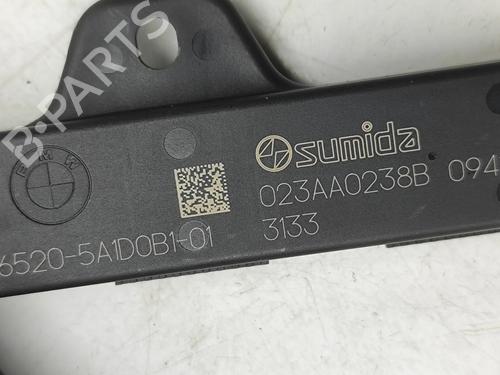 B-PARTS
BMW
sumida
023AA0238B 094
6520-5A1D0B1-01
3133